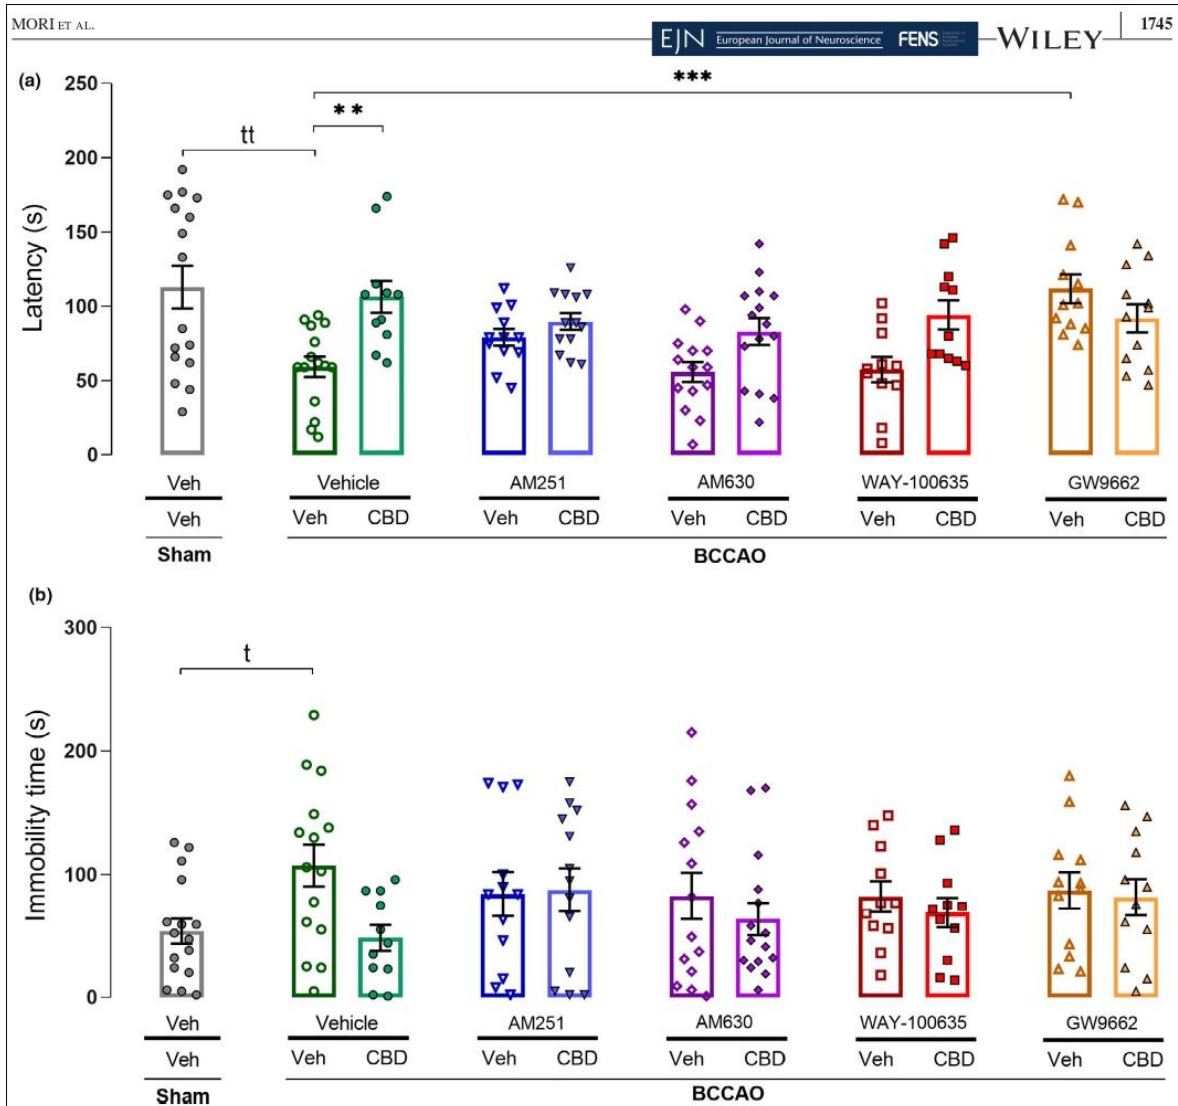 MORI ET AL.
1745
EJN European Journal of Neuroscience FENS
WILEY
(a)
Latency (s)
250
200
150
100
50
0
***
**
tt
Veh Vehicle AM251 AM630 WAY-100635 GW9662
Veh Veh CBD Veh CBD Veh CBD Veh CBD Veh CBD
Sham BCCAO
(b)
Immobility time (s)
300
200
100
0
t
Veh Vehicle AM251 AM630 WAY-100635 GW9662
Veh Veh CBD Veh CBD Veh CBD Veh CBD Veh CBD
Sham BCCAO